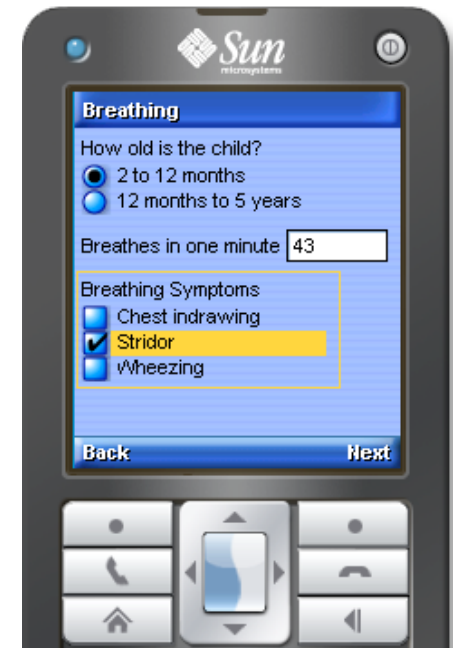 Sun
microsystems
Breathing
How old is the child?
2 to 12 months
12 months to 5 years
Breathes in one minute 43
Breathing Symptoms
Chest indrawing
Stridor
Wheezing
Back Next